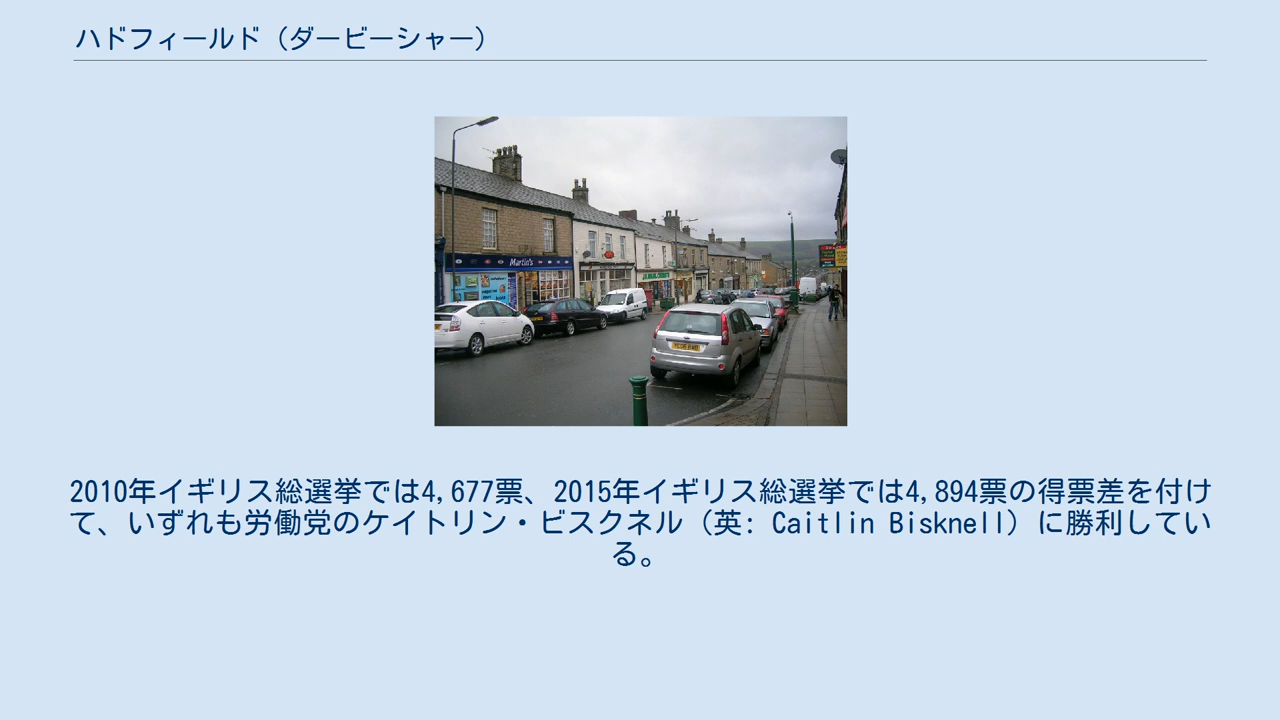 ハドフィールド（ダービーシャー）
Martin's
2010年イギリス総選挙では4,677票、2015年イギリス総選挙では4,894票の得票差を付け
て、いずれも労働党のケイトリン・ビスクネル（英: Caitlin Bisknell）に勝利してい
る。